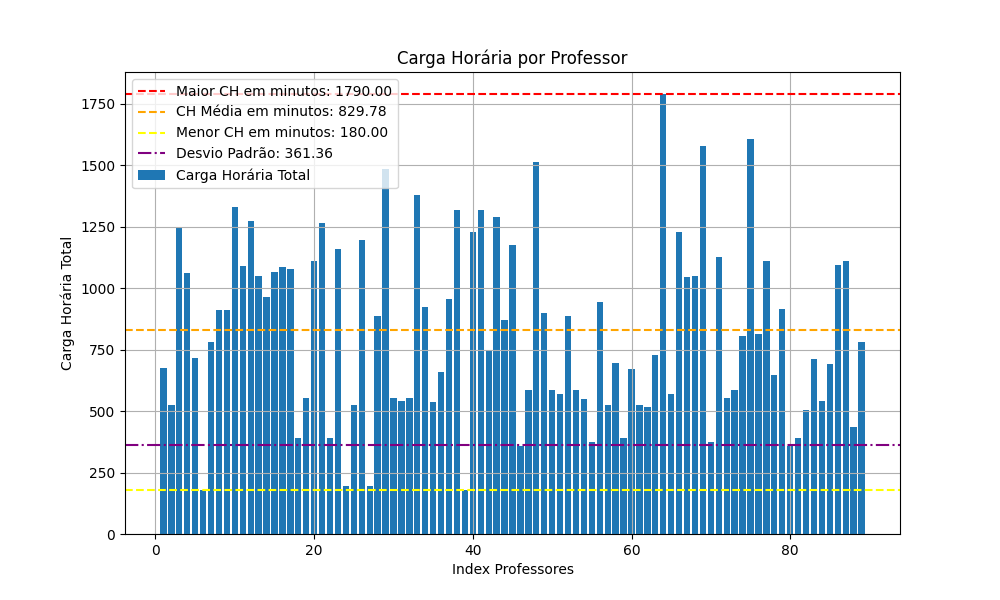 Carga Horária por Professor
Maior CH em minutos: 1790.00
CH Média em minutos: 829.78
Menor CH em minutos: 180.00
Desvio Padrão: 361.36
Carga Horária Total
Carga Horária Total
1750
1500
1250
1000
750
500
250
0
0 20 40 60 80
Index Professores